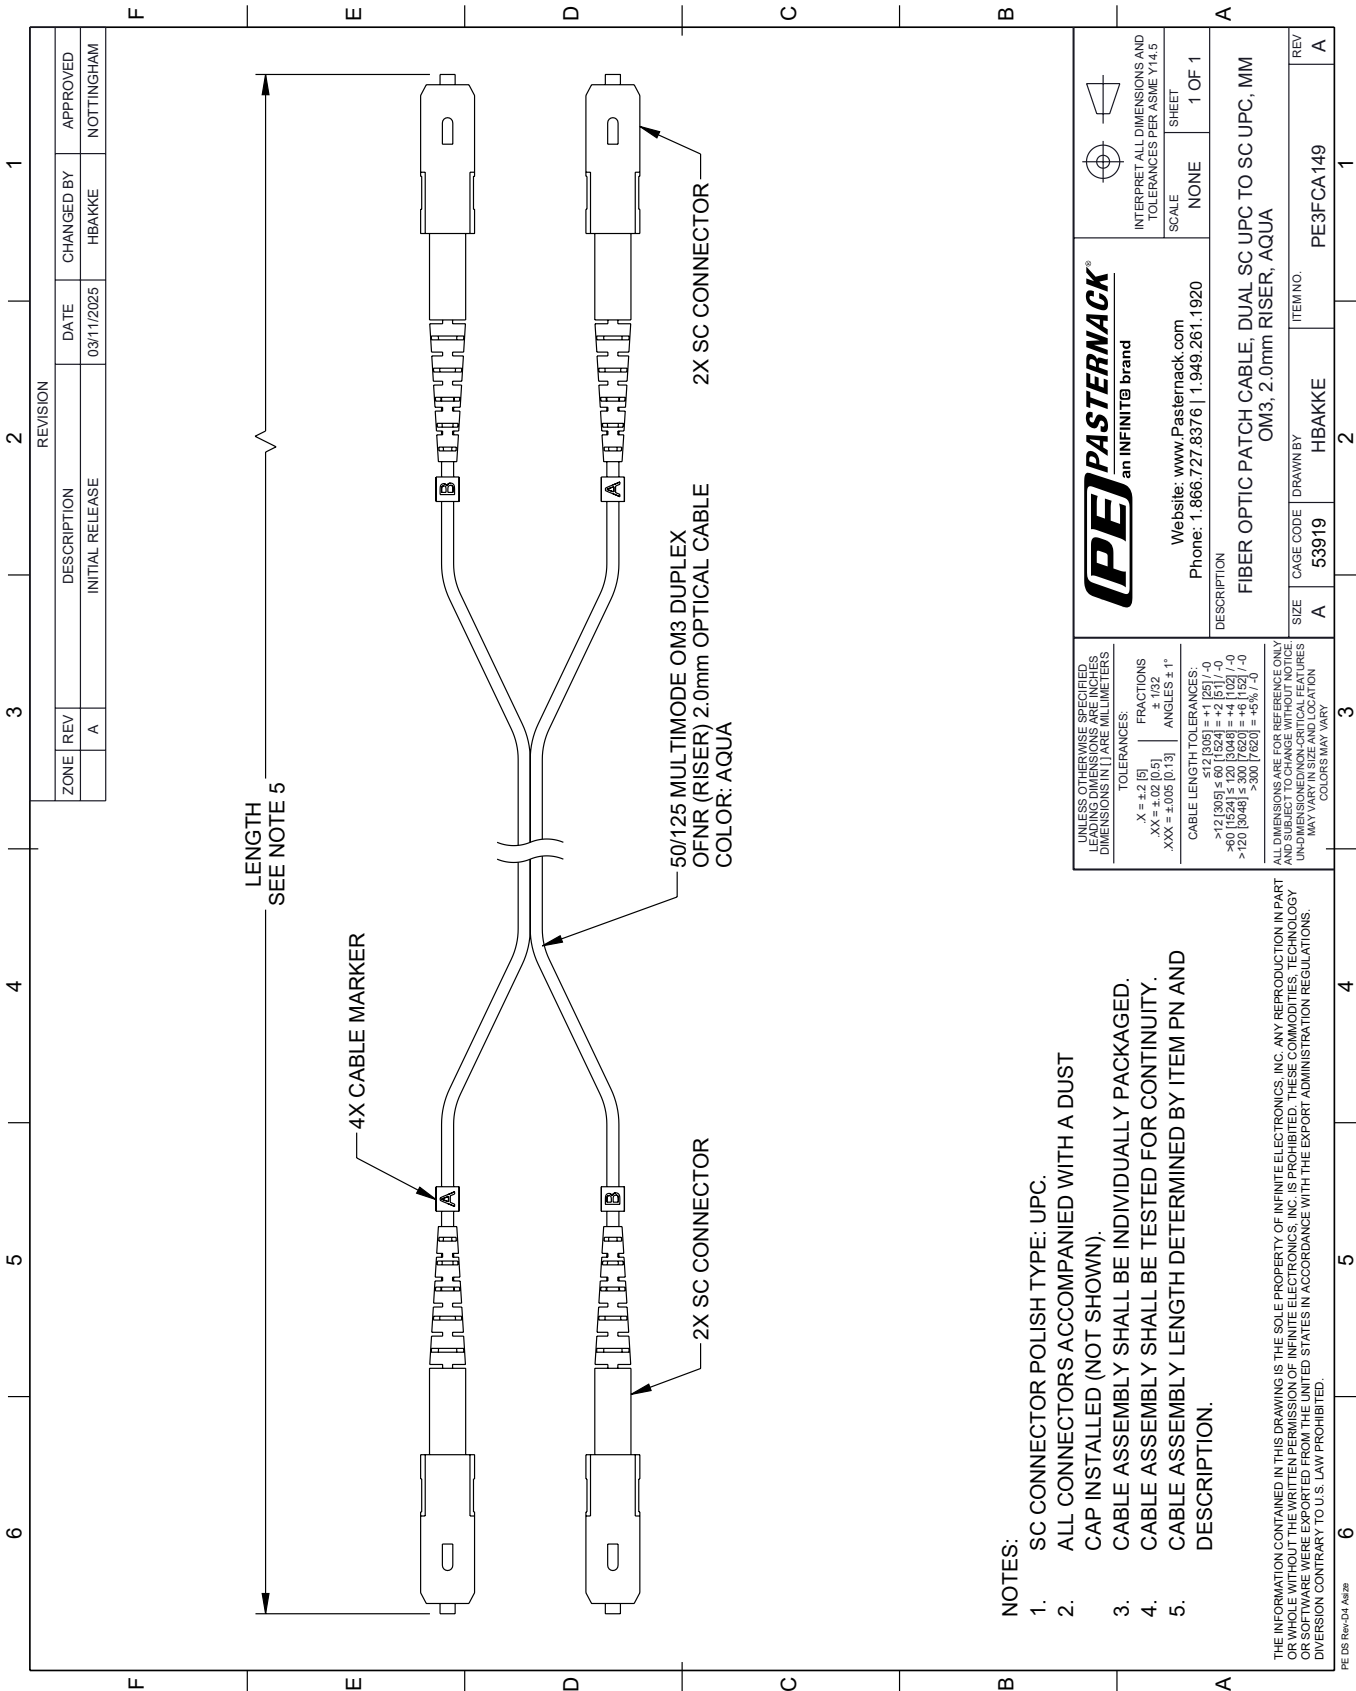 F
E
D
C
B
A
6
5
4
3
2
1
REVISION
ZONE REV DESCRIPTION DATE CHANGED BY APPROVED
A INITIAL RELEASE 03/11/2025 HBAKKE NOTTINGHAM
LENGTH
SEE NOTE 5
4X CABLE MARKER
A
B
B
A
2X SC CONNECTOR
2X SC CONNECTOR
50/125 MULTIMODE OM3 DUPLEX
OFNR (RISER) 2.0mm OPTICAL CABLE
COLOR: AQUA
NOTES:
1. SC CONNECTOR POLISH TYPE: UPC.
2. ALL CONNECTORS ACCOMPANIED WITH A DUST
CAP INSTALLED (NOT SHOWN).
3. CABLE ASSEMBLY SHALL BE INDIVIDUALLY PACKAGED.
4. CABLE ASSEMBLY SHALL BE TESTED FOR CONTINUITY.
5. CABLE ASSEMBLY LENGTH DETERMINED BY ITEM PN AND
DESCRIPTION.
THE INFORMATION CONTAINED IN THIS DRAWING IS THE SOLE PROPERTY OF INFINITE ELECTRONICS, INC. ANY REPRODUCTION IN PART
OR WHOLE WITHOUT THE WRITTEN PERMISSION OF INFINITE ELECTRONICS, INC. IS PROHIBITED. THESE COMMODITIES, TECHNOLOGY
OR SOFTWARE WERE EXPORTED FROM THE UNITED STATES IN ACCORDANCE WITH THE EXPORT ADMINISTRATION REGULATIONS.
DIVERSION CONTRARY TO U.S. LAW PROHIBITED.
UNLESS OTHERWISE SPECIFIED
LEADING DIMENSIONS ARE INCHES
DIMENSIONS IN [ ] ARE MILLIMETERS
TOLERANCES:
.X = ±.2 [5] FRACTIONS
.XX = ±.02 [0.5] ± 1/32
.XXX = ±.005 [0.13] ANGLES ± 1°
CABLE LENGTH TOLERANCES:
≤12 [305] = +1 [25] / -0
>12 [305] ≤ 60 [1524] = +2 [51] / -0
>60 [1524] ≤ 120 [3048] = +4 [102] / -0
>120 [3048] ≤ 300 [7620] = +6 [152] / -0
>300 [7620] = +5% / -0
ALL DIMENSIONS ARE FOR REFERENCE ONLY
AND SUBJECT TO CHANGE WITHOUT NOTICE.
UN-DIMENSIONED/NON-CRITICAL FEATURES
MAY VARY IN SIZE AND LOCATION
COLORS MAY VARY
PE PASTERNACK®
an INFINIT@ brand
Website: www.Pasternack.com
Phone: 1.866.727.8376 | 1.949.261.1920
INTERPRET ALL DIMENSIONS AND
TOLERANCES PER ASME Y14.5
SCALE NONE
SHEET 1 OF 1
DESCRIPTION
FIBER OPTIC PATCH CABLE, DUAL SC UPC TO SC UPC, MM
OM3, 2.0mm RISER, AQUA
SIZE CAGE CODE DRAWN BY ITEM NO. REV
A 53919 HBAKKE PE3FCA149 A
6
5
4
3
2
1
F
E
D
C
B
A
PE DS Rev-D4 Asize